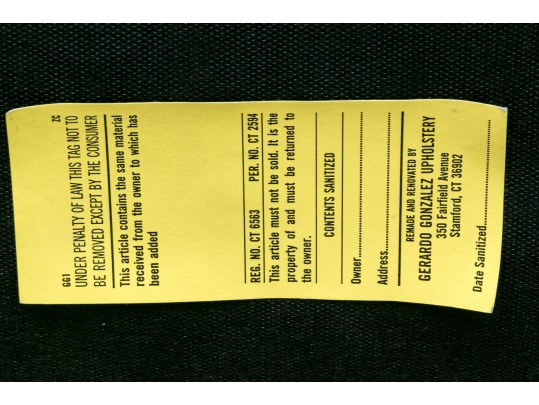 GG1 ZC
UNDER PENALTY OF LAW THIS TAG NOT TO
BE REMOVED EXCEPT BY THE CONSUMER
This article contains the same material
received from the owner to which has
been added
REG. NO. CT 6563 PER. NO. CT 2594
This article must not be sold. It is the
property of and must be returned to
the owner.
CONTENTS SANITIZED
Owner
Address
REMADE AND RENOVATED BY
GERARDO GONZALEZ UPHOLSTERY
350 Fairfield Avenue
Stamford, CT 36902
Date Sanitized